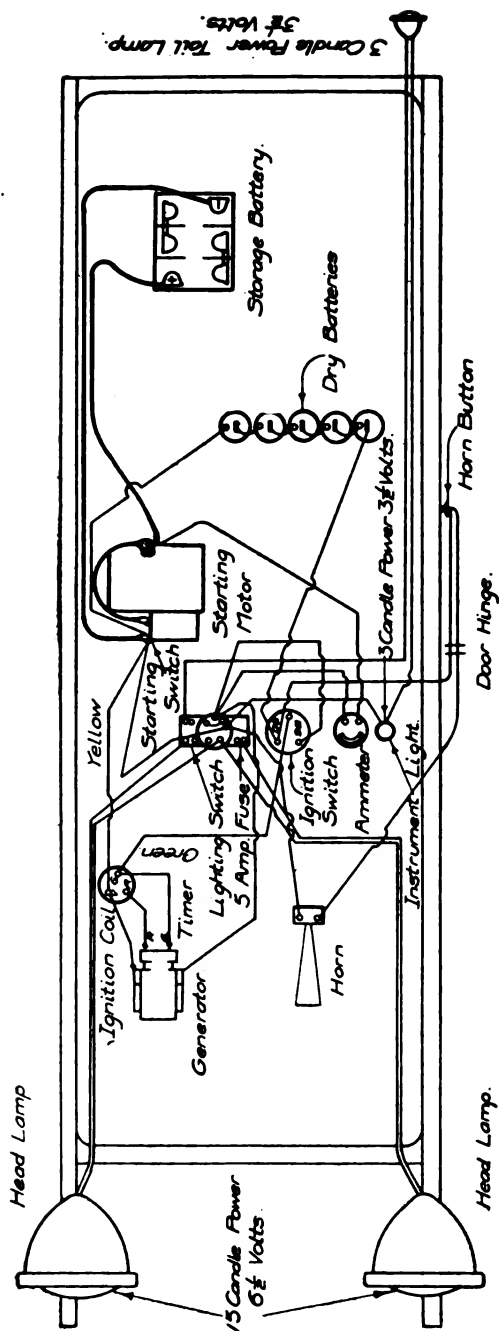 3 Candle Power Tail Lamp.
3½ Volts.
Storage Battery.
Dry Batteries
Horn Button
Door Hinge.
3 Candle Power 3½ Volts.
Starting
Motor
Starting
Switch
Yellow
Lighting Switch
5 Amp. Fuse
Ignition
Switch
Ammeter
Instrument Light.
Green
Ignition Coil
Timer
Generator
Horn
Head Lamp
Head Lamp.
15 Candle Power
6½ Volts.